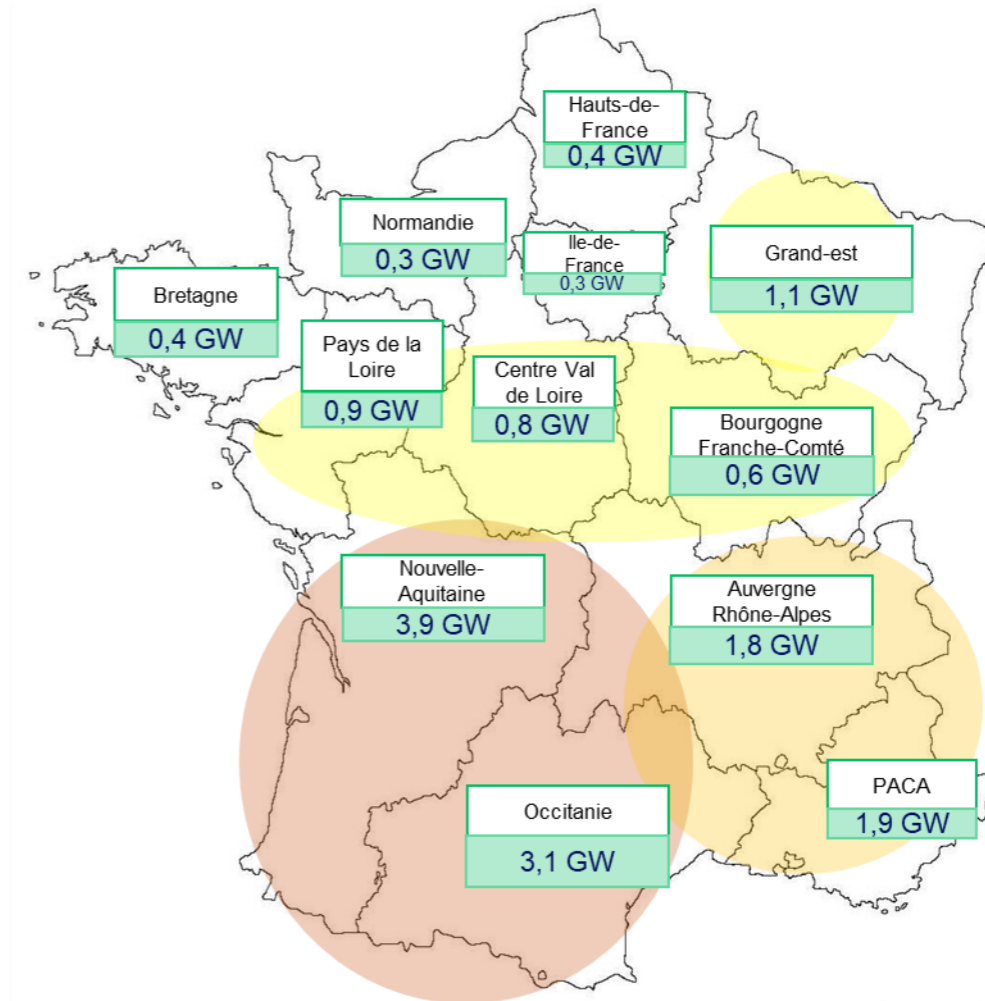 Hauts-de-
France
0,4 GW
Normandie
0,3 GW
Ile-de-
France
0,3 GW
Grand-est
1,1 GW
Bretagne
0,4 GW
Pays de la
Loire
0,9 GW
Centre Val
de Loire
0,8 GW
Bourgogne
Franche-Comté
0,6 GW
Nouvelle-
Aquitaine
3,9 GW
Auvergne
Rhône-Alpes
1,8 GW
PACA
1,9 GW
Occitanie
3,1 GW